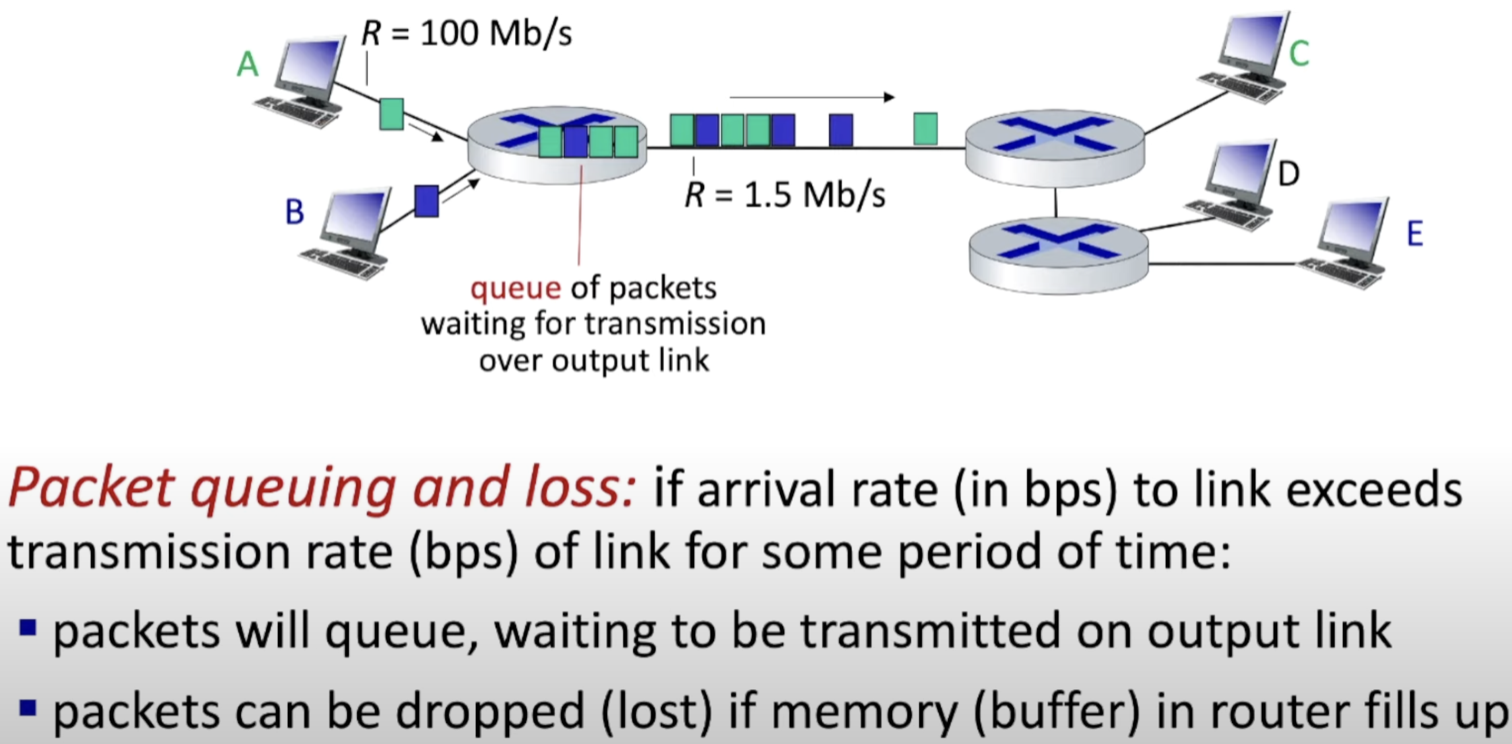 R = 100 Mb/s
A
C
B
R = 1.5 Mb/s
D
E
queue of packets
waiting for transmission
over output link
Packet queuing and loss: if arrival rate (in bps) to link exceeds
transmission rate (bps) of link for some period of time:
▪ packets will queue, waiting to be transmitted on output link
▪ packets can be dropped (lost) if memory (buffer) in router fills up